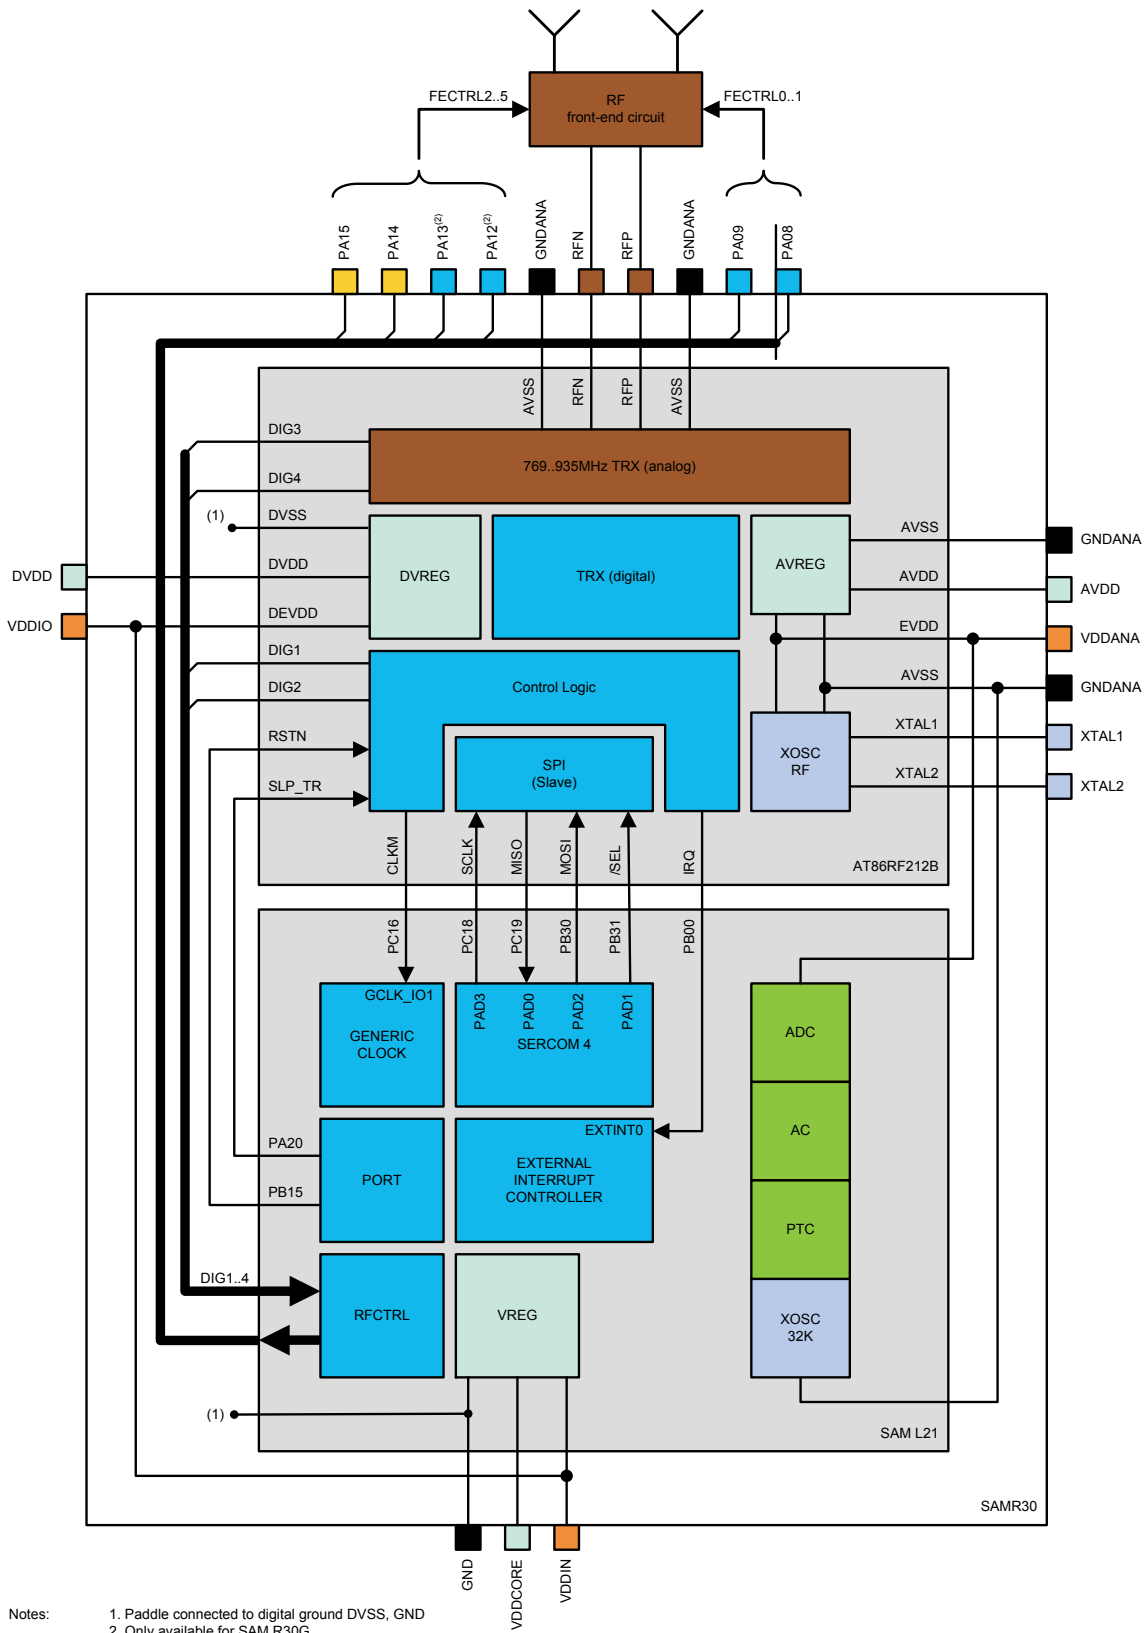 RF
front-end circuit
FECTRL2..5
FECTRL0..1
PA15
PA14
PA13(2)
PA12(2)
GNDANA
RFN
RFP
GNDANA
PA09
PA08
AVSS
RFN
RFP
AVSS
DIG3
769..935MHz TRX (analog)
DIG4
(1)
DVSS
DVDD
DVDD
DVREG
TRX (digital)
AVREG
AVSS
GNDANA
AVDD
AVDD
VDDIO
DEVDD
EVDD
VDDANA
DIG1
DIG2
Control Logic
AVSS
GNDANA
RSTN
SLP_TR
SPI
(Slave)
XOSC
RF
XTAL1
XTAL1
XTAL2
XTAL2
CLKM
SCLK
MISO
MOSI
/SEL
IRQ
AT86RF212B
PC16
PC18
PC19
PB30
PB31
PB00
GCLK_IO1
GENERIC
CLOCK
PAD3
PAD0
PAD2
PAD1
SERCOM 4
ADC
AC
PTC
XOSC
32K
EXTINT0
EXTERNAL
INTERRUPT
CONTROLLER
PA20
PB15
PORT
DIG1..4
RFCTRL
VREG
(1)
SAM L21
SAMR30
GND
VDDCORE
VDDIN
Notes:
1. Paddle connected to digital ground DVSS, GND
2. Only available for SAM R30G